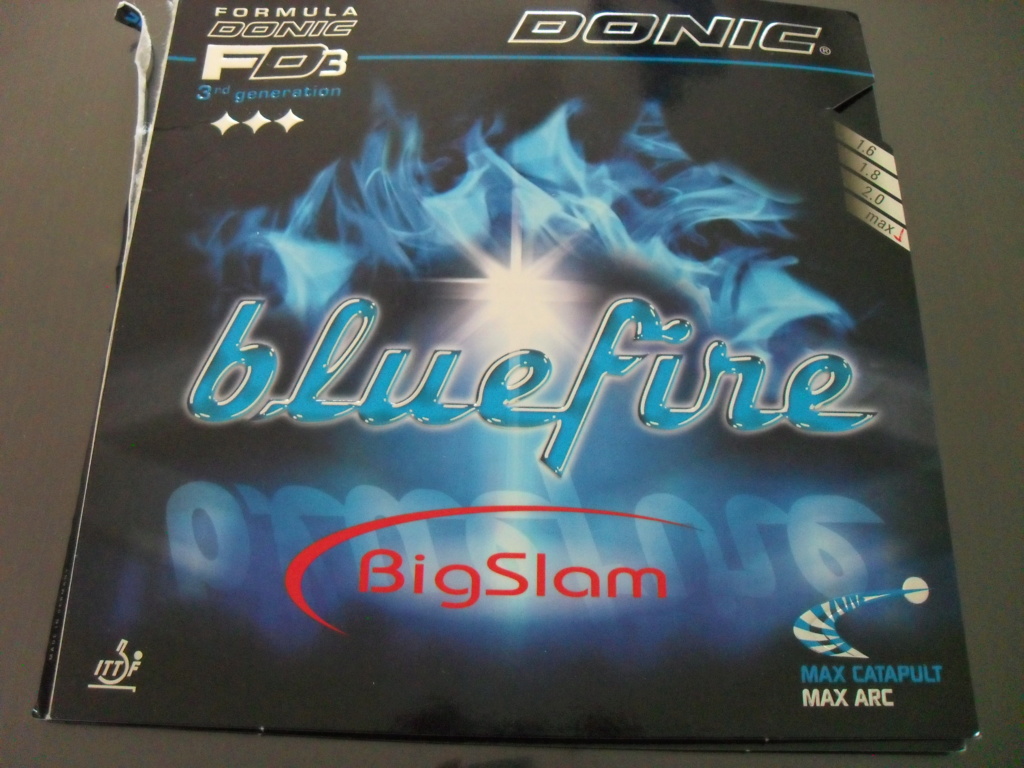 FORMULA
DONIC
FD3
3rd generation
DONIC®
1.6
1.8
2.0
max
bluefire
BigSlam
ITTF
MAX CATAPULT
MAX ARC